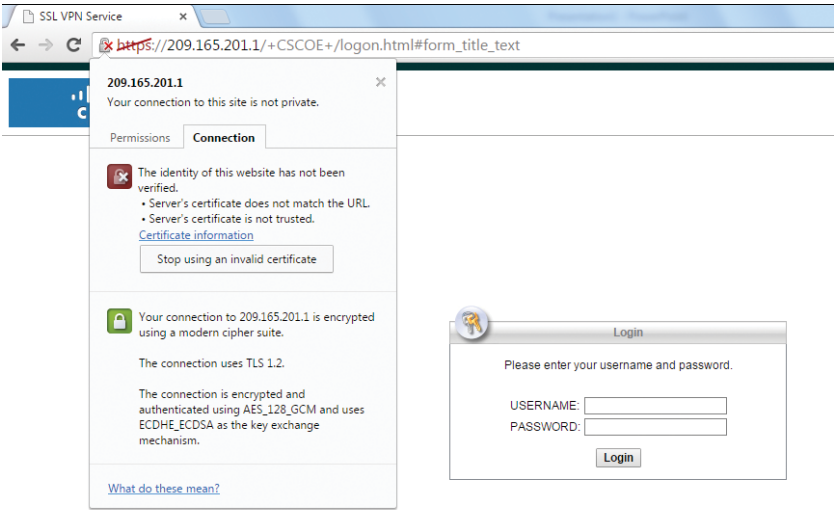 SSL VPN Service
https://209.165.201.1/+CSCOE+/logon.html#form_title_text
209.165.201.1
Your connection to this site is not private.
Permissions Connection
The identity of this website has not been
verified.
• Server's certificate does not match the URL.
• Server's certificate is not trusted.
Certificate information
Stop using an invalid certificate
Your connection to 209.165.201.1 is encrypted
using a modern cipher suite.
The connection uses TLS 1.2.
The connection is encrypted and
authenticated using AES_128_GCM and uses
ECDHE_ECDSA as the key exchange
mechanism.
What do these mean?
Login
Please enter your username and password.
USERNAME:
PASSWORD:
Login